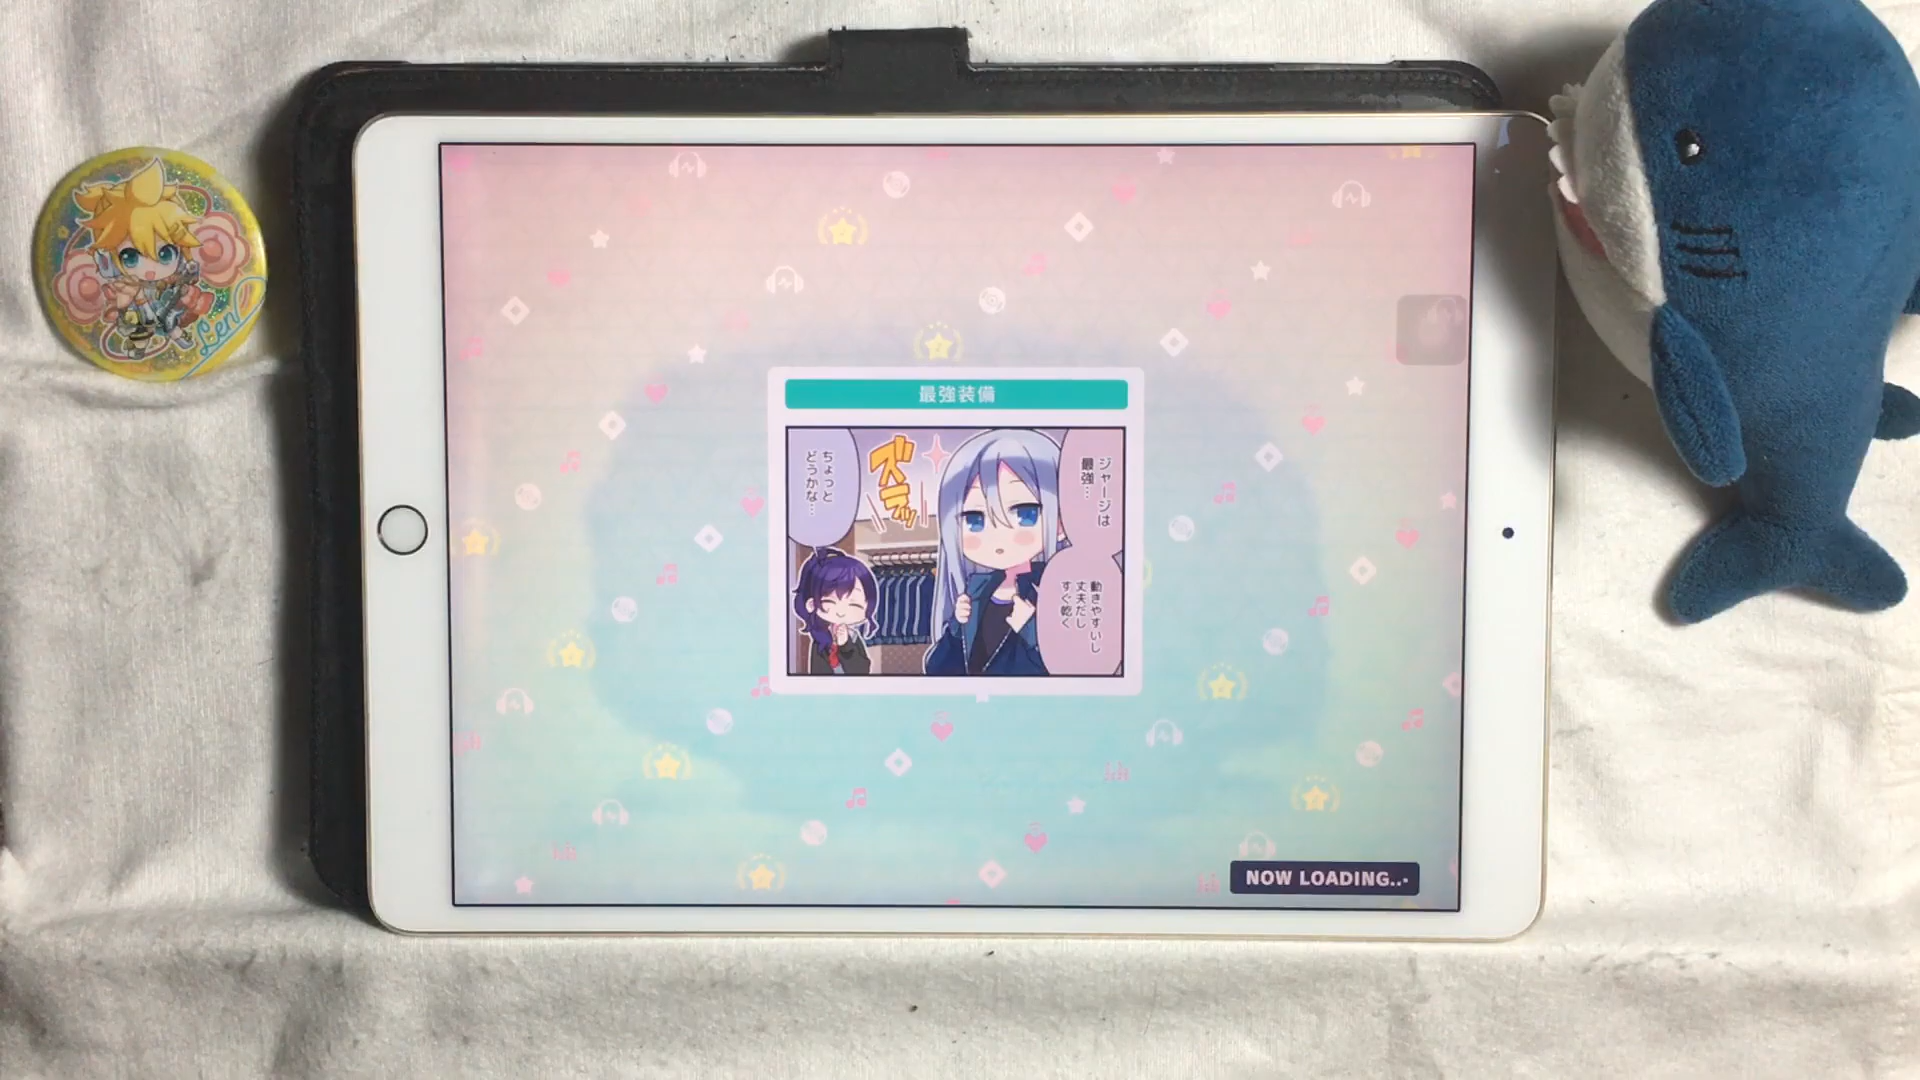 最強装備
ジャージは
最強…
動きやすいし
丈夫だし
すぐ乾く
ズラッ
ちょっと
どうかな…
NOW LOADING...
Len